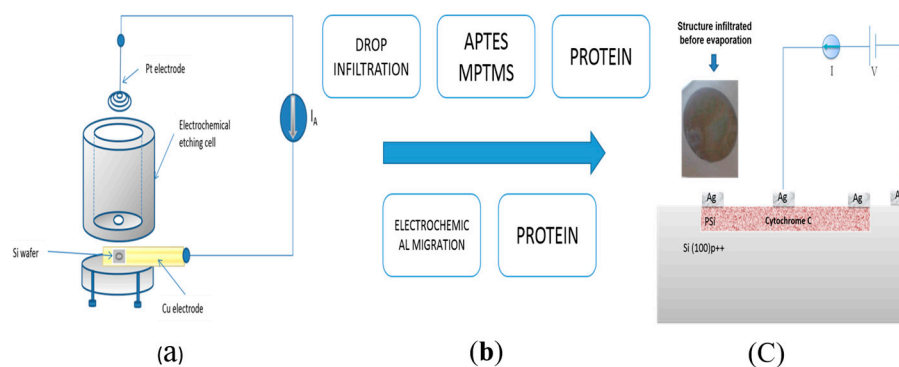 Pt electrode
Electrochemical
etching cell
I_A
Si wafer
Cu electrode
(a)
DROP
INFILTRATION
APTES
MPTMS
PROTEIN
ELECTROCHEMIC
AL MIGRATION
PROTEIN
(b)
Structure infiltrated
before evaporation
I
V
Ag
Ag
Ag
A
PSI
Cytochrome C
Si (100)p++
(C)